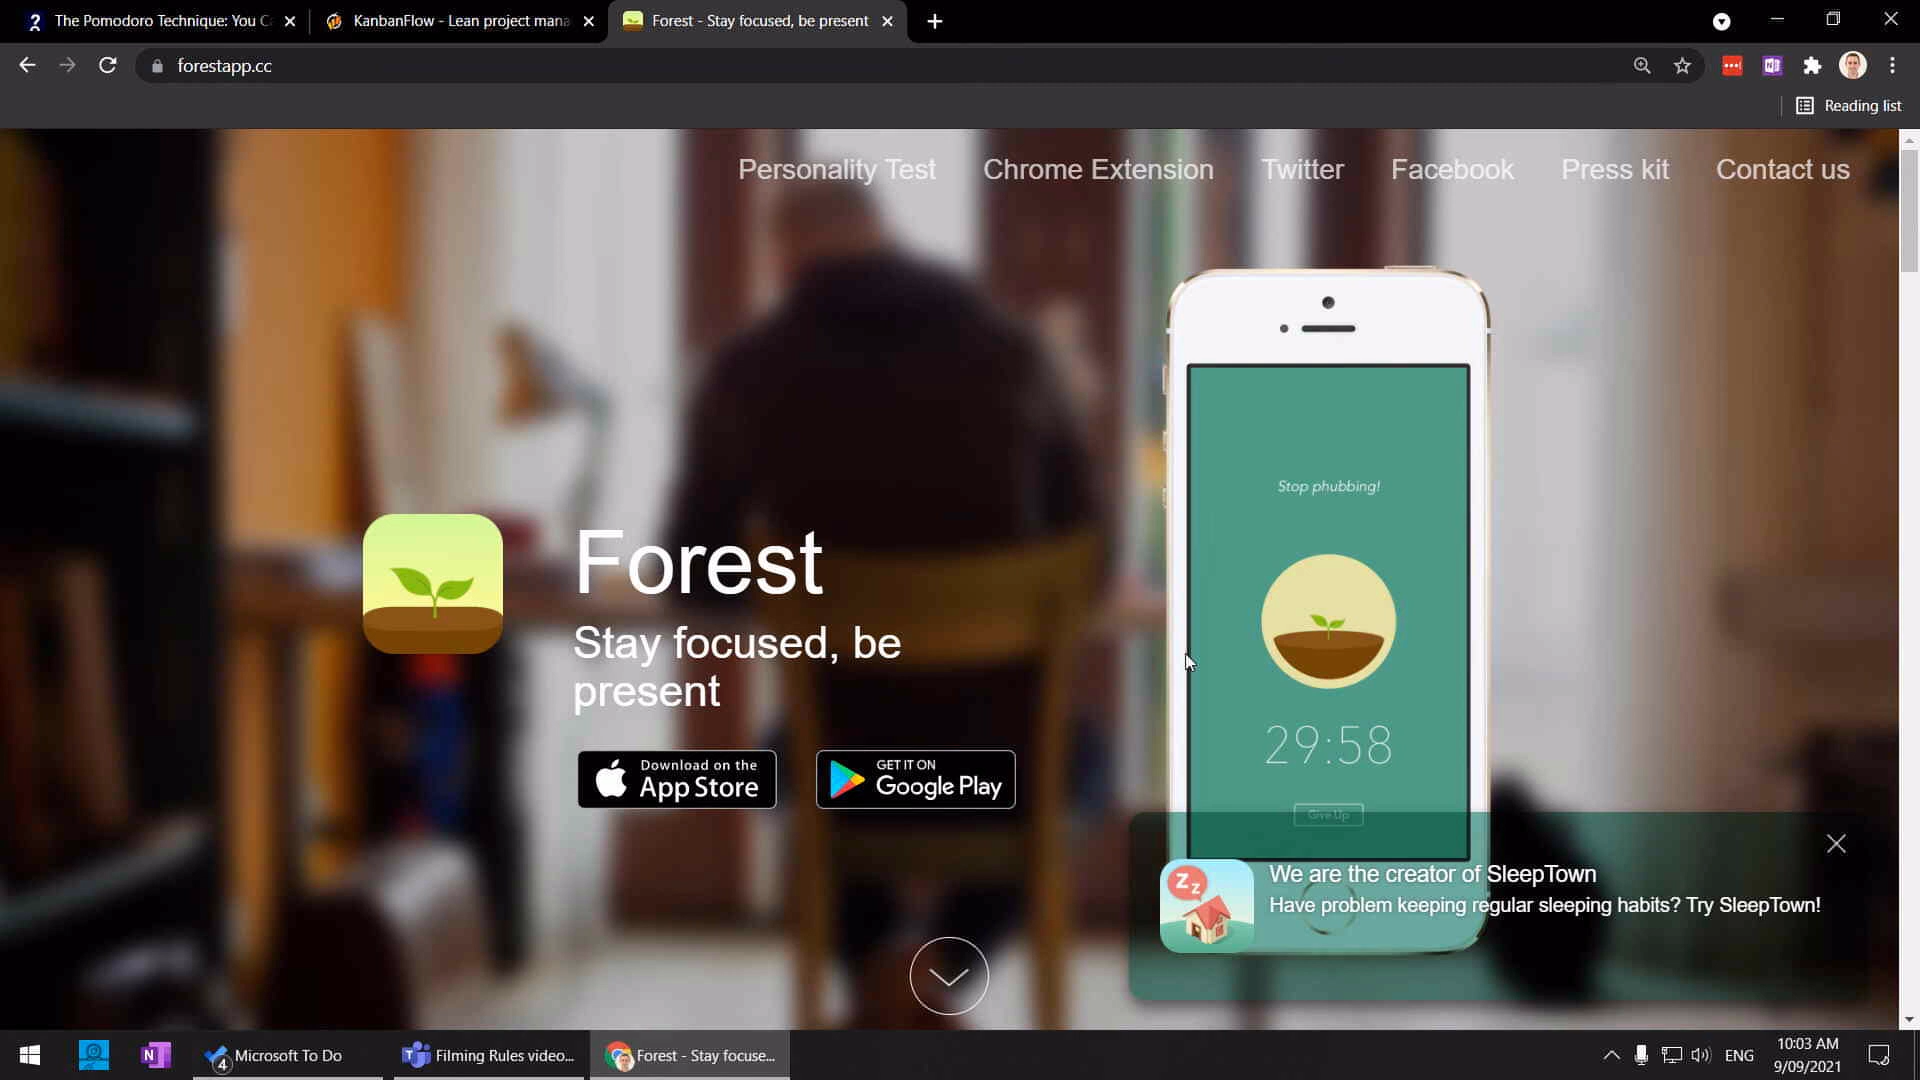 The Pomodoro Technique: You C
KanbanFlow - Lean project mana
Forest - Stay focused, be present
forestapp.cc
Reading list
Personality Test
Chrome Extension
Twitter
Facebook
Press kit
Contact us
Stop phubbing!
Forest
Stay focused, be
present
29:58
Download on the
App Store
GET IT ON
Google Play
Give Up
We are the creator of SleepTown
Have problem keeping regular sleeping habits? Try SleepTown!
Zz
4
Microsoft To Do
Filming Rules video...
Forest - Stay focuse...
ENG
10:03 AM
9/09/2021